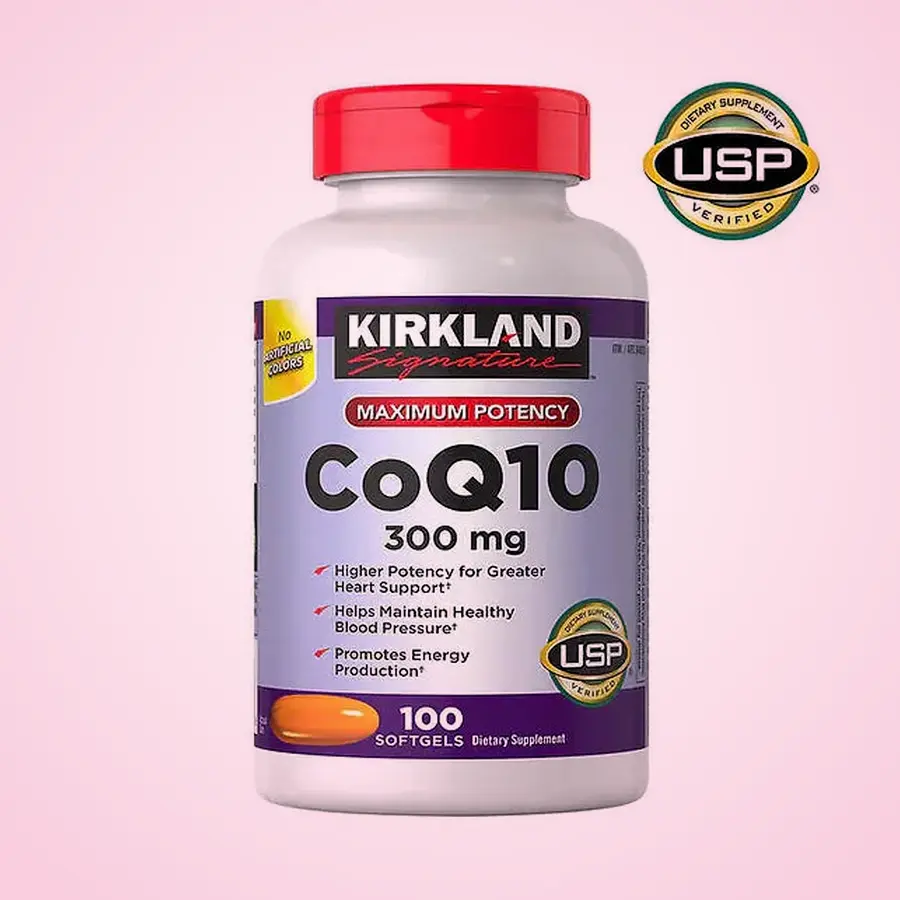 DIETARY SUPPLEMENT
USP
VERIFIED
®
No
ARTIFICIAL
COLORS
KIRKLAND
Signature
MAXIMUM POTENCY
CoQ10
300 mg
Higher Potency for Greater
Heart Support†
Helps Maintain Healthy
Blood Pressure†
Promotes Energy
Production†
DIETARY SUPPLEMENT
USP
VERIFIED
100
SOFTGELS Dietary Supplement